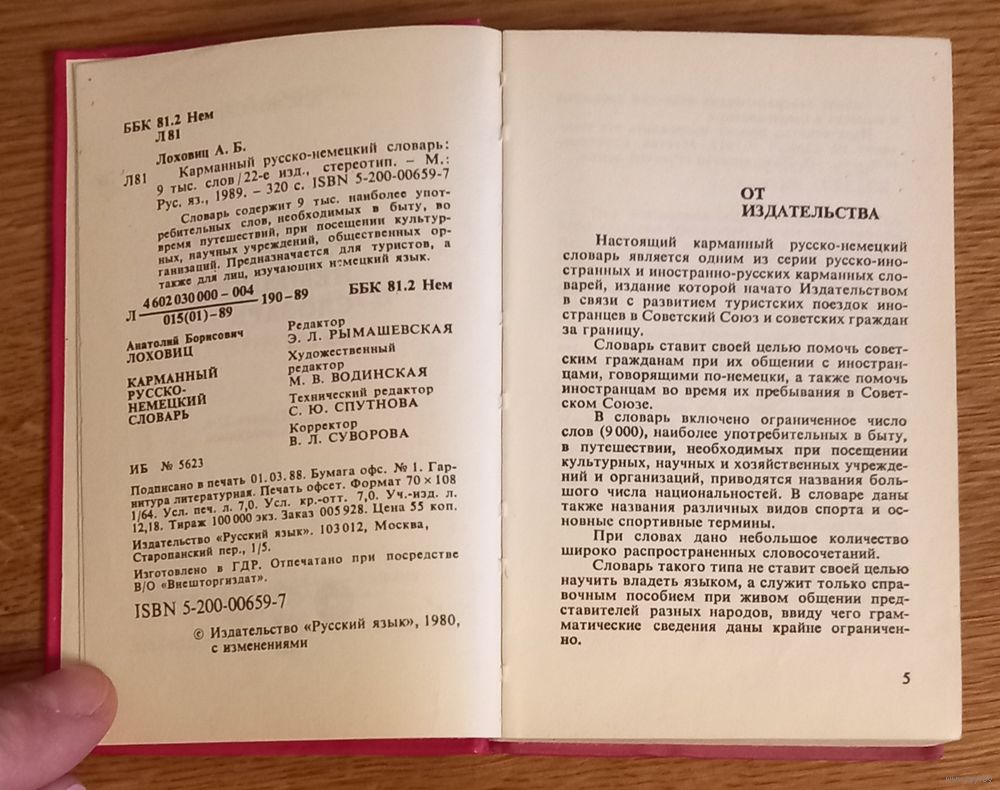 ББК 81.2 Нем
Л81
Лоховиц А. Б.
Л81 Карманный русско-немецкий словарь:
9 тыс. слов/22-е изд., стереотип. – М.:
Рус. яз., 1989. – 320 с. ISBN 5-200-00659-7
Словарь содержит 9 тыс. наиболее упот-
ребительных слов, необходимых в быту, во
время путешествий, при посещении культур-
ных, научных учреждений, общественных ор-
ганизаций. Предназначается для туристов, а
также для лиц, изучающих немецкий язык.
4602030000 – 004
Л 190 – 89 ББК 81.2 Нем
015(01) – 89
Анатолий Борисович
ЛОХОВИЦ
КАРМАННЫЙ
РУССКО-
НЕМЕЦКИЙ
СЛОВАРЬ
Редактор
Э. Л. РЫМАШЕВСКАЯ
Художественный
редактор
М. В. ВОДИНСКАЯ
Технический редактор
С. Ю. СПУТНОВА
Корректор
В. Л. СУВОРОВА
ИБ № 5623
Подписано в печать 01.03.88. Бумага офс. № 1. Гар-
нитура литературная. Печать офсет. Формат 70 × 108
1/64. Усл. печ. л. 7,0. Усл. кр.-отт. 7,0. Уч.-изд. л.
12,18. Тираж 100 000 экз. Заказ 005 928. Цена 55 коп.
Издательство «Русский язык». 103 012, Москва,
Старопанский пер., 1/5.
Изготовлено в ГДР. Отпечатано при посредстве
В/О «Внешторгиздат».
ISBN 5-200-00659-7
© Издательство «Русский язык», 1980,
с изменениями
ОТ
ИЗДАТЕЛЬСТВА
Настоящий карманный русско-немецкий
словарь является одним из серии русско-ино-
странных и иностранно-русских карманных сло-
варей, издание которой начато Издательством
в связи с развитием туристских поездок ино-
странцев в Советский Союз и советских граждан
за границу.
Словарь ставит своей целью помочь совет-
ским гражданам при их общении с иностран-
цами, говорящими по-немецки, а также помочь
иностранцам во время их пребывания в Совет-
ском Союзе.
В словарь включено ограниченное число
слов (9 000), наиболее употребительных в быту,
в путешествии, необходимых при посещении
культурных, научных и хозяйственных учрежде-
ний и организаций, приводятся названия боль-
шого числа национальностей. В словаре даны
также названия различных видов спорта и ос-
новные спортивные термины.
При словах дано небольшое количество
широко распространенных словосочетаний.
Словарь такого типа не ставит своей целью
научить владеть языком, а служит только спра-
вочным пособием при живом общении пред-
ставителей разных народов, ввиду чего грам-
матические сведения даны крайне ограничен-
но.
5